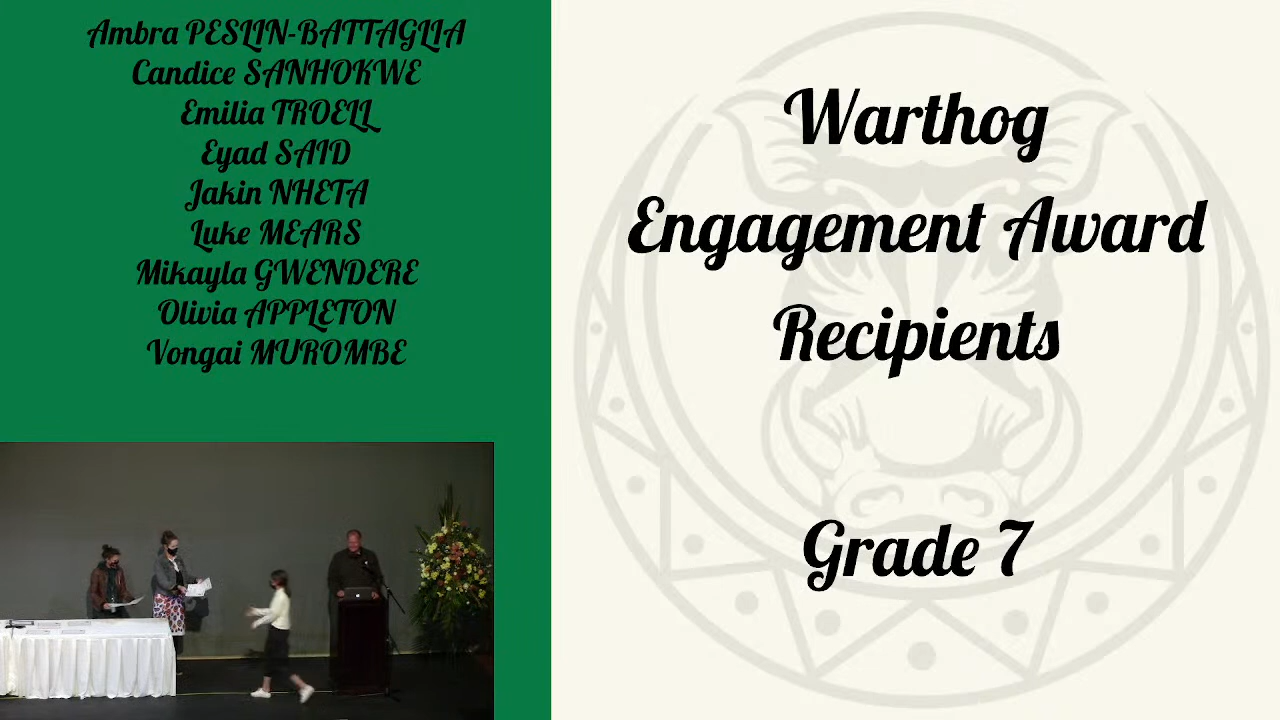 Ambra PESLIN-BATTAGLIA
Candice SANHOKWE
Emilia TROELL
Eyad SAID
Jakin NHETA
Luke MEARS
Mikayla GWENDERE
Olivia APPLETON
Vongai MUROMBE
Warthog
Engagement Award
Recipients
Grade 7